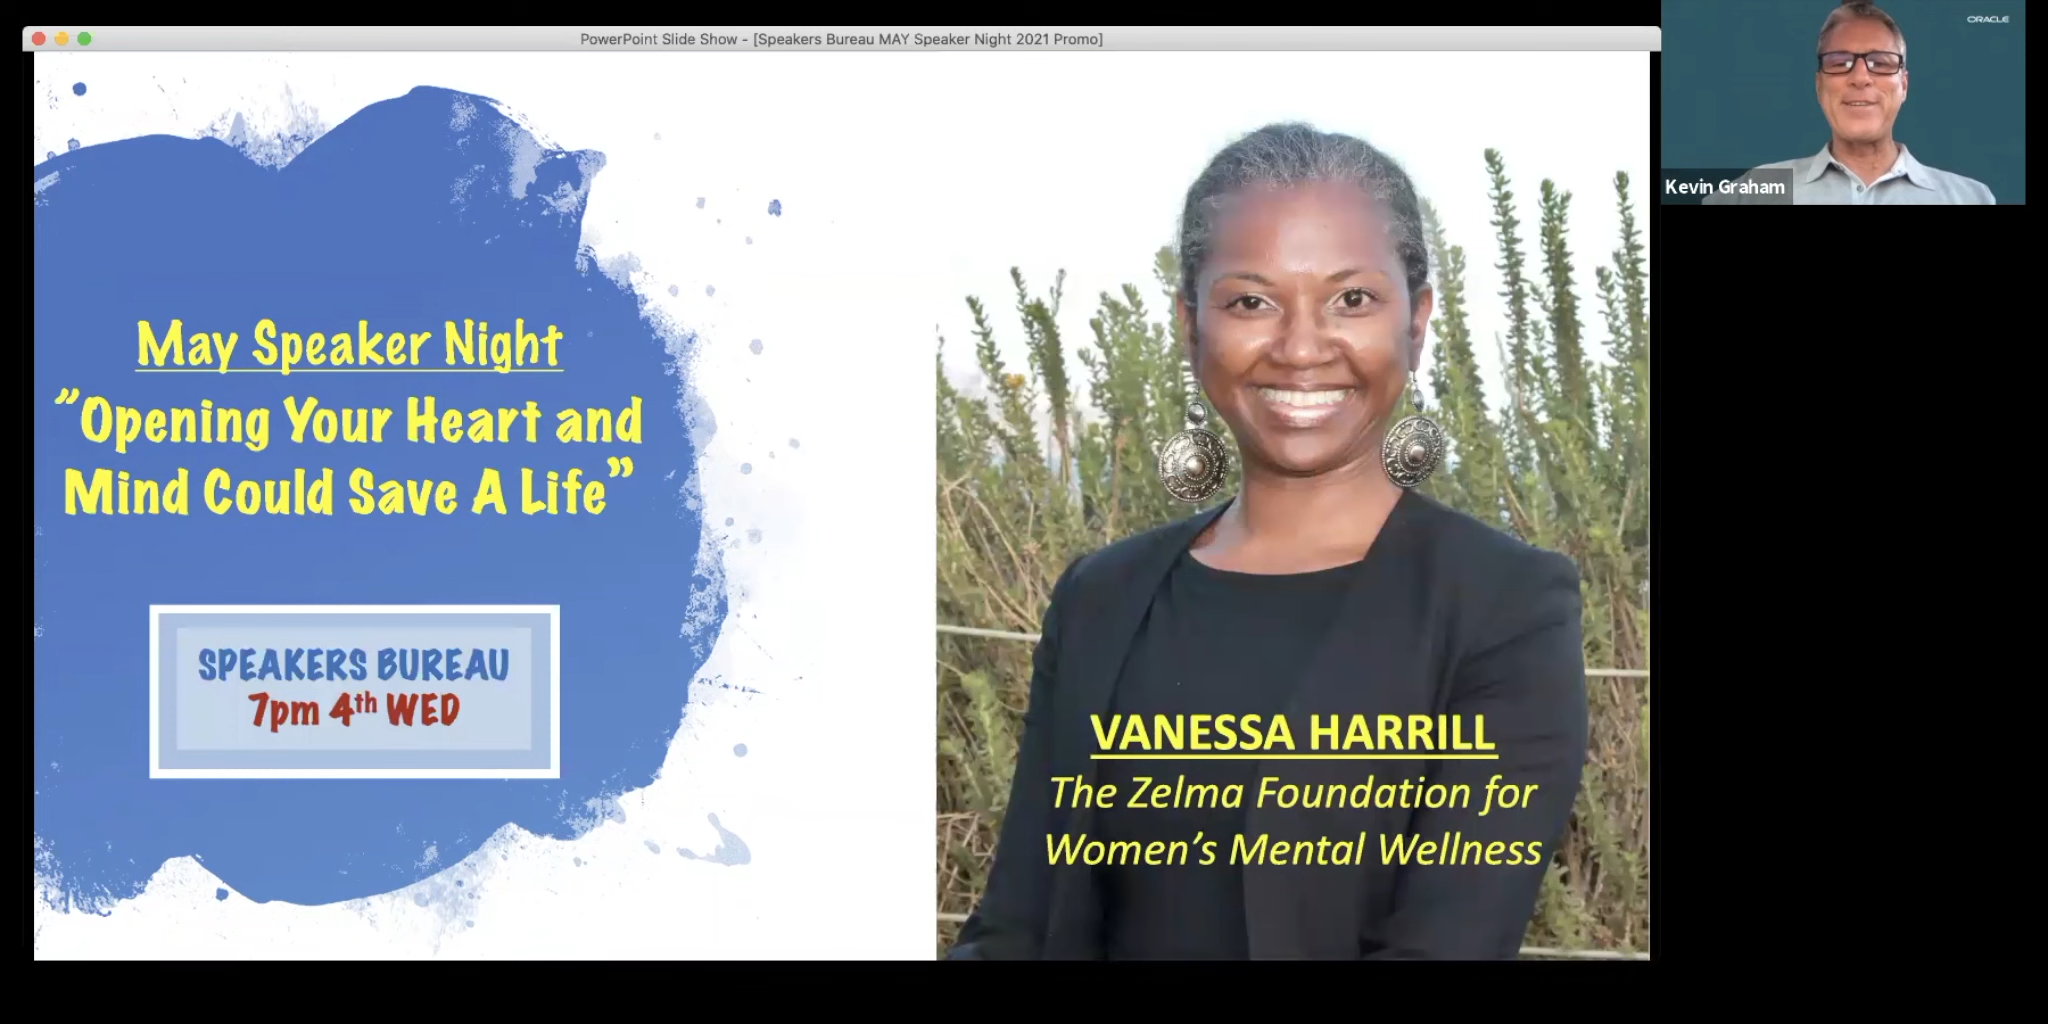 PowerPoint Slide Show - [Speakers Bureau MAY Speaker Night 2021 Promo]
ORACLE
Kevin Graham
May Speaker Night
”Opening Your Heart and
Mind Could Save A Life”
SPEAKERS BUREAU
7pm 4th WED
VANESSA HARRILL
The Zelma Foundation for
Women’s Mental Wellness